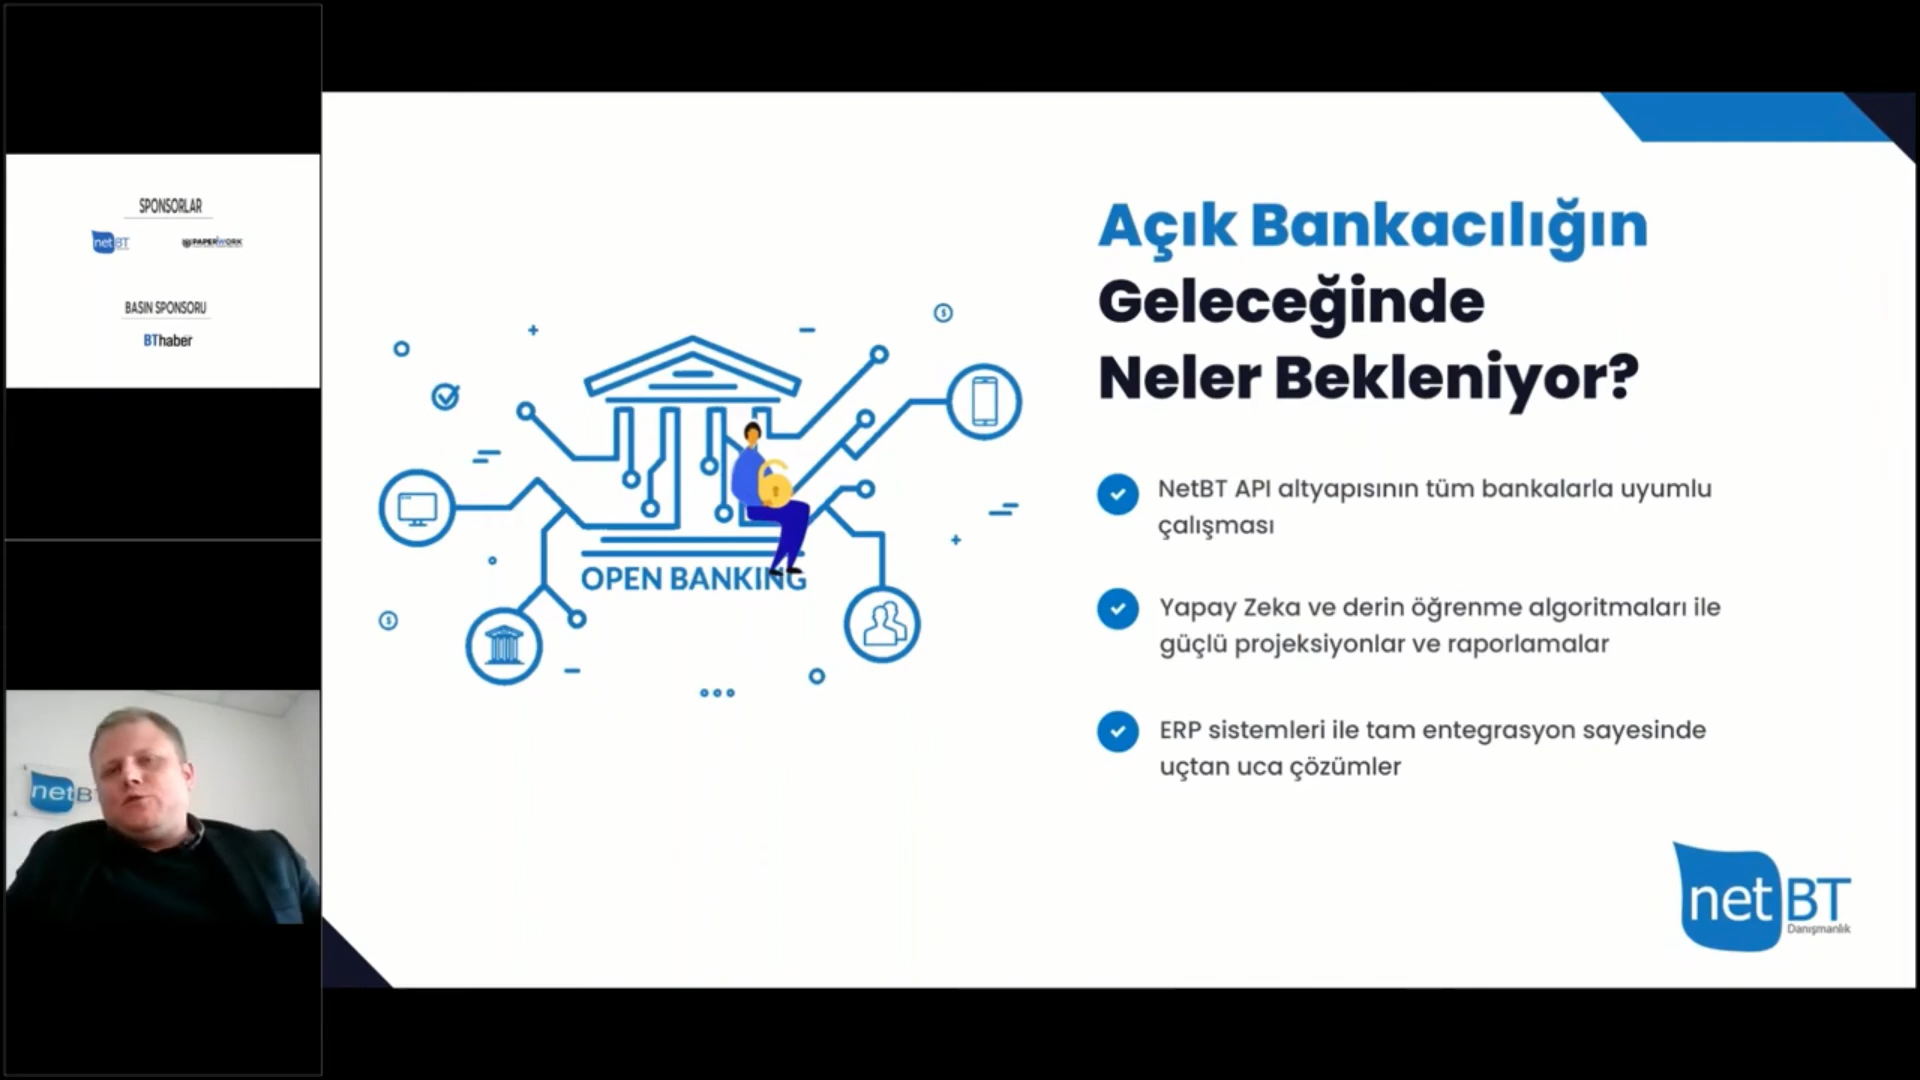 SPONSORLAR
netBT
PAPERWORK
BASIN SPONSORU
BThaber
netB
Açık Bankacılığın
Geleceğinde
Neler Bekleniyor?
OPEN BANKING
NetBT API altyapısının tüm bankalarla uyumlu
çalışması
Yapay Zeka ve derin öğrenme algoritmaları ile
güçlü projeksiyonlar ve raporlamalar
ERP sistemleri ile tam entegrasyon sayesinde
uçtan uca çözümler
netBT
Danışmanlık